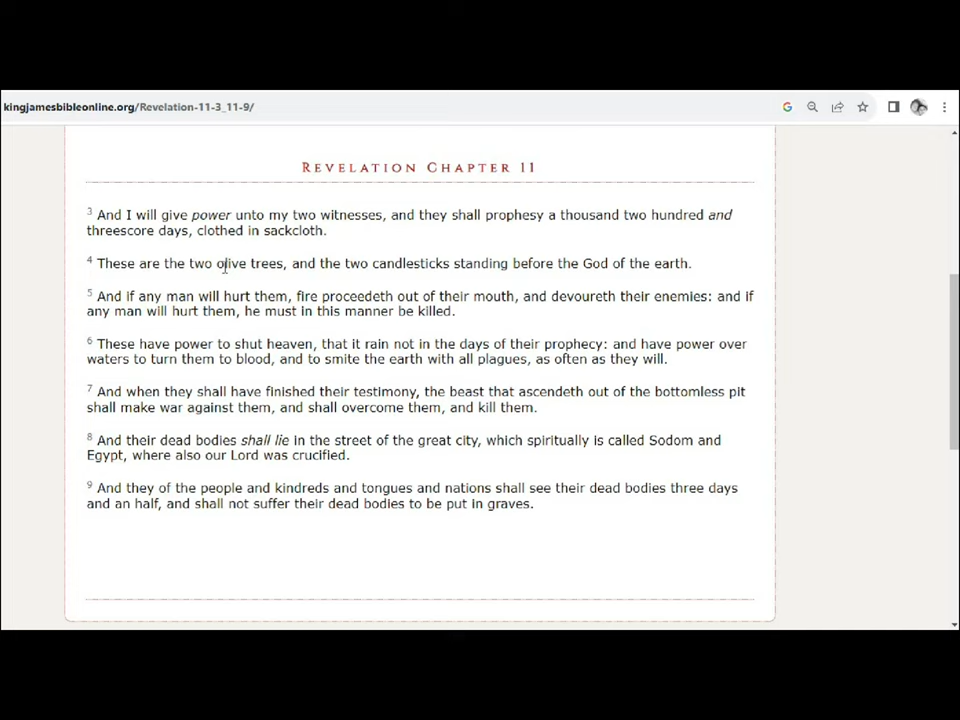 kingjamesbibleonline.org/Revelation-11-3_11-9/
REVELATION CHAPTER 11
3 And I will give power unto my two witnesses, and they shall prophesy a thousand two hundred and
threescore days, clothed in sackcloth.
4 These are the two olive trees, and the two candlesticks standing before the God of the earth.
5 And if any man will hurt them, fire proceedeth out of their mouth, and devoureth their enemies: and if
any man will hurt them, he must in this manner be killed.
6 These have power to shut heaven, that it rain not in the days of their prophecy: and have power over
waters to turn them to blood, and to smite the earth with all plagues, as often as they will.
7 And when they shall have finished their testimony, the beast that ascendeth out of the bottomless pit
shall make war against them, and shall overcome them, and kill them.
8 And their dead bodies shall lie in the street of the great city, which spiritually is called Sodom and
Egypt, where also our Lord was crucified.
9 And they of the people and kindreds and tongues and nations shall see their dead bodies three days
and an half, and shall not suffer their dead bodies to be put in graves.